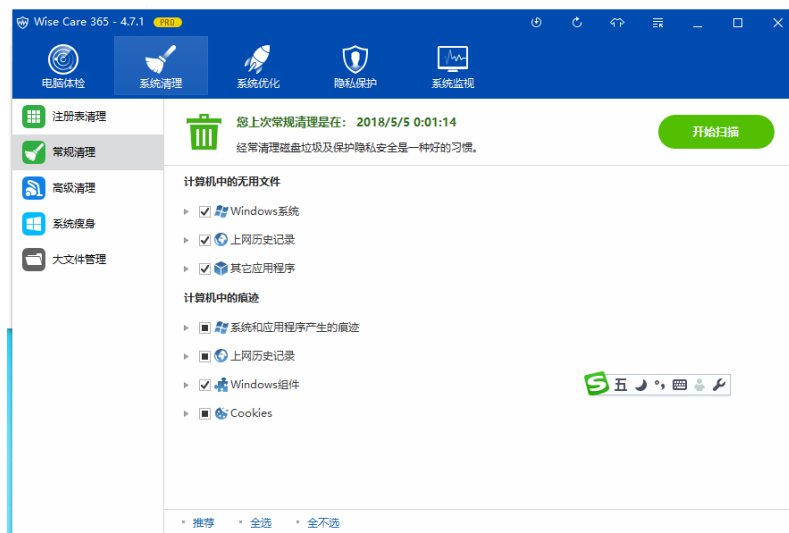 Wise Care 365 - 4.7.1 PRO
电脑体检
系统清理
系统优化
隐私保护
系统监视
注册表清理
常规清理
高级清理
系统瘦身
大文件管理
您上次常规清理是在： 2018/5/5 0:01:14
经常清理磁盘垃圾及保护隐私安全是一种好的习惯。
开始扫描
计算机中的无用文件
Windows系统
上网历史记录
其它应用程序
计算机中的痕迹
系统和应用程序产生的痕迹
上网历史记录
Windows组件
Cookies
S 五
推荐 全选 全不选